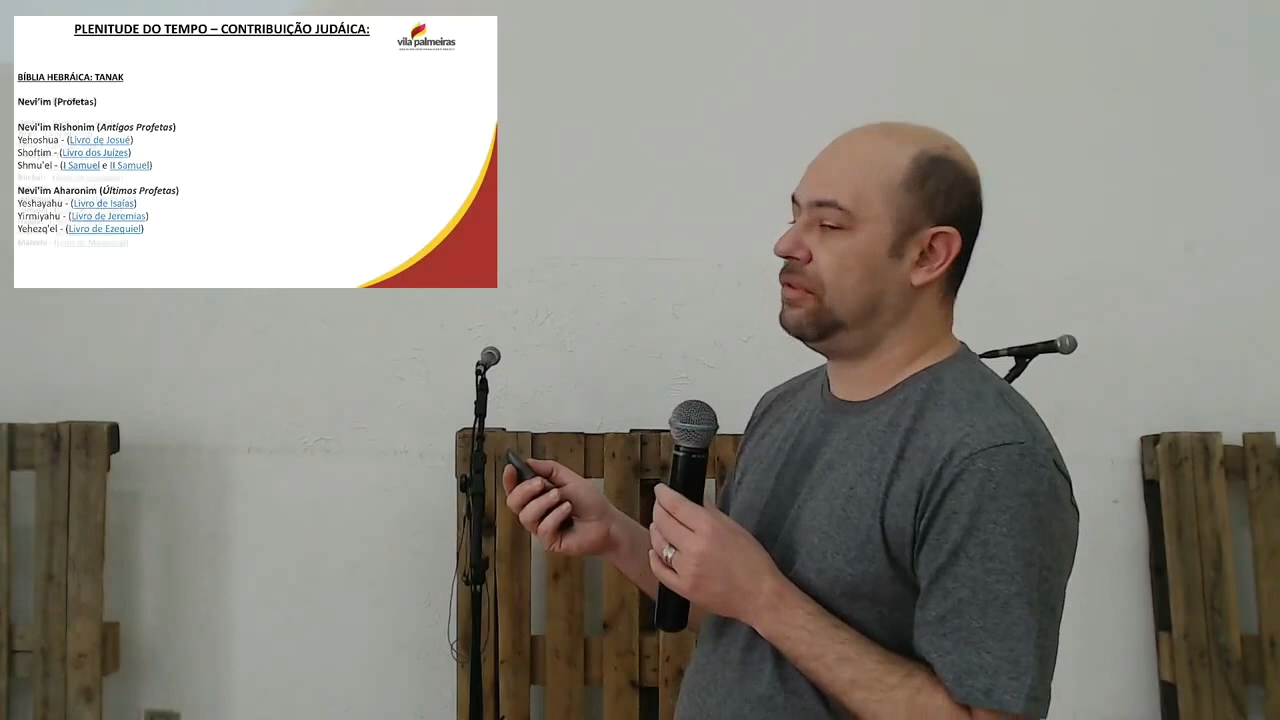 PLENITUDE DO TEMPO – CONTRIBUIÇÃO JUDÁICA:
vila palmeiras
BÍBLIA HEBRÁICA: TANAK
Nevi'im (Profetas)
Nevi'im Rishonim (Antigos Profetas)
Yehoshua - (Livro de Josué)
Shoftim - (Livro dos Juízes)
Shmu'el - (I Samuel e II Samuel)
Nevi'im Aharonim (Últimos Profetas)
Yeshayahu - (Livro de Isaías)
Yirmiyahu - (Livro de Jeremias)
Yehezq'el - (Livro de Ezequiel)